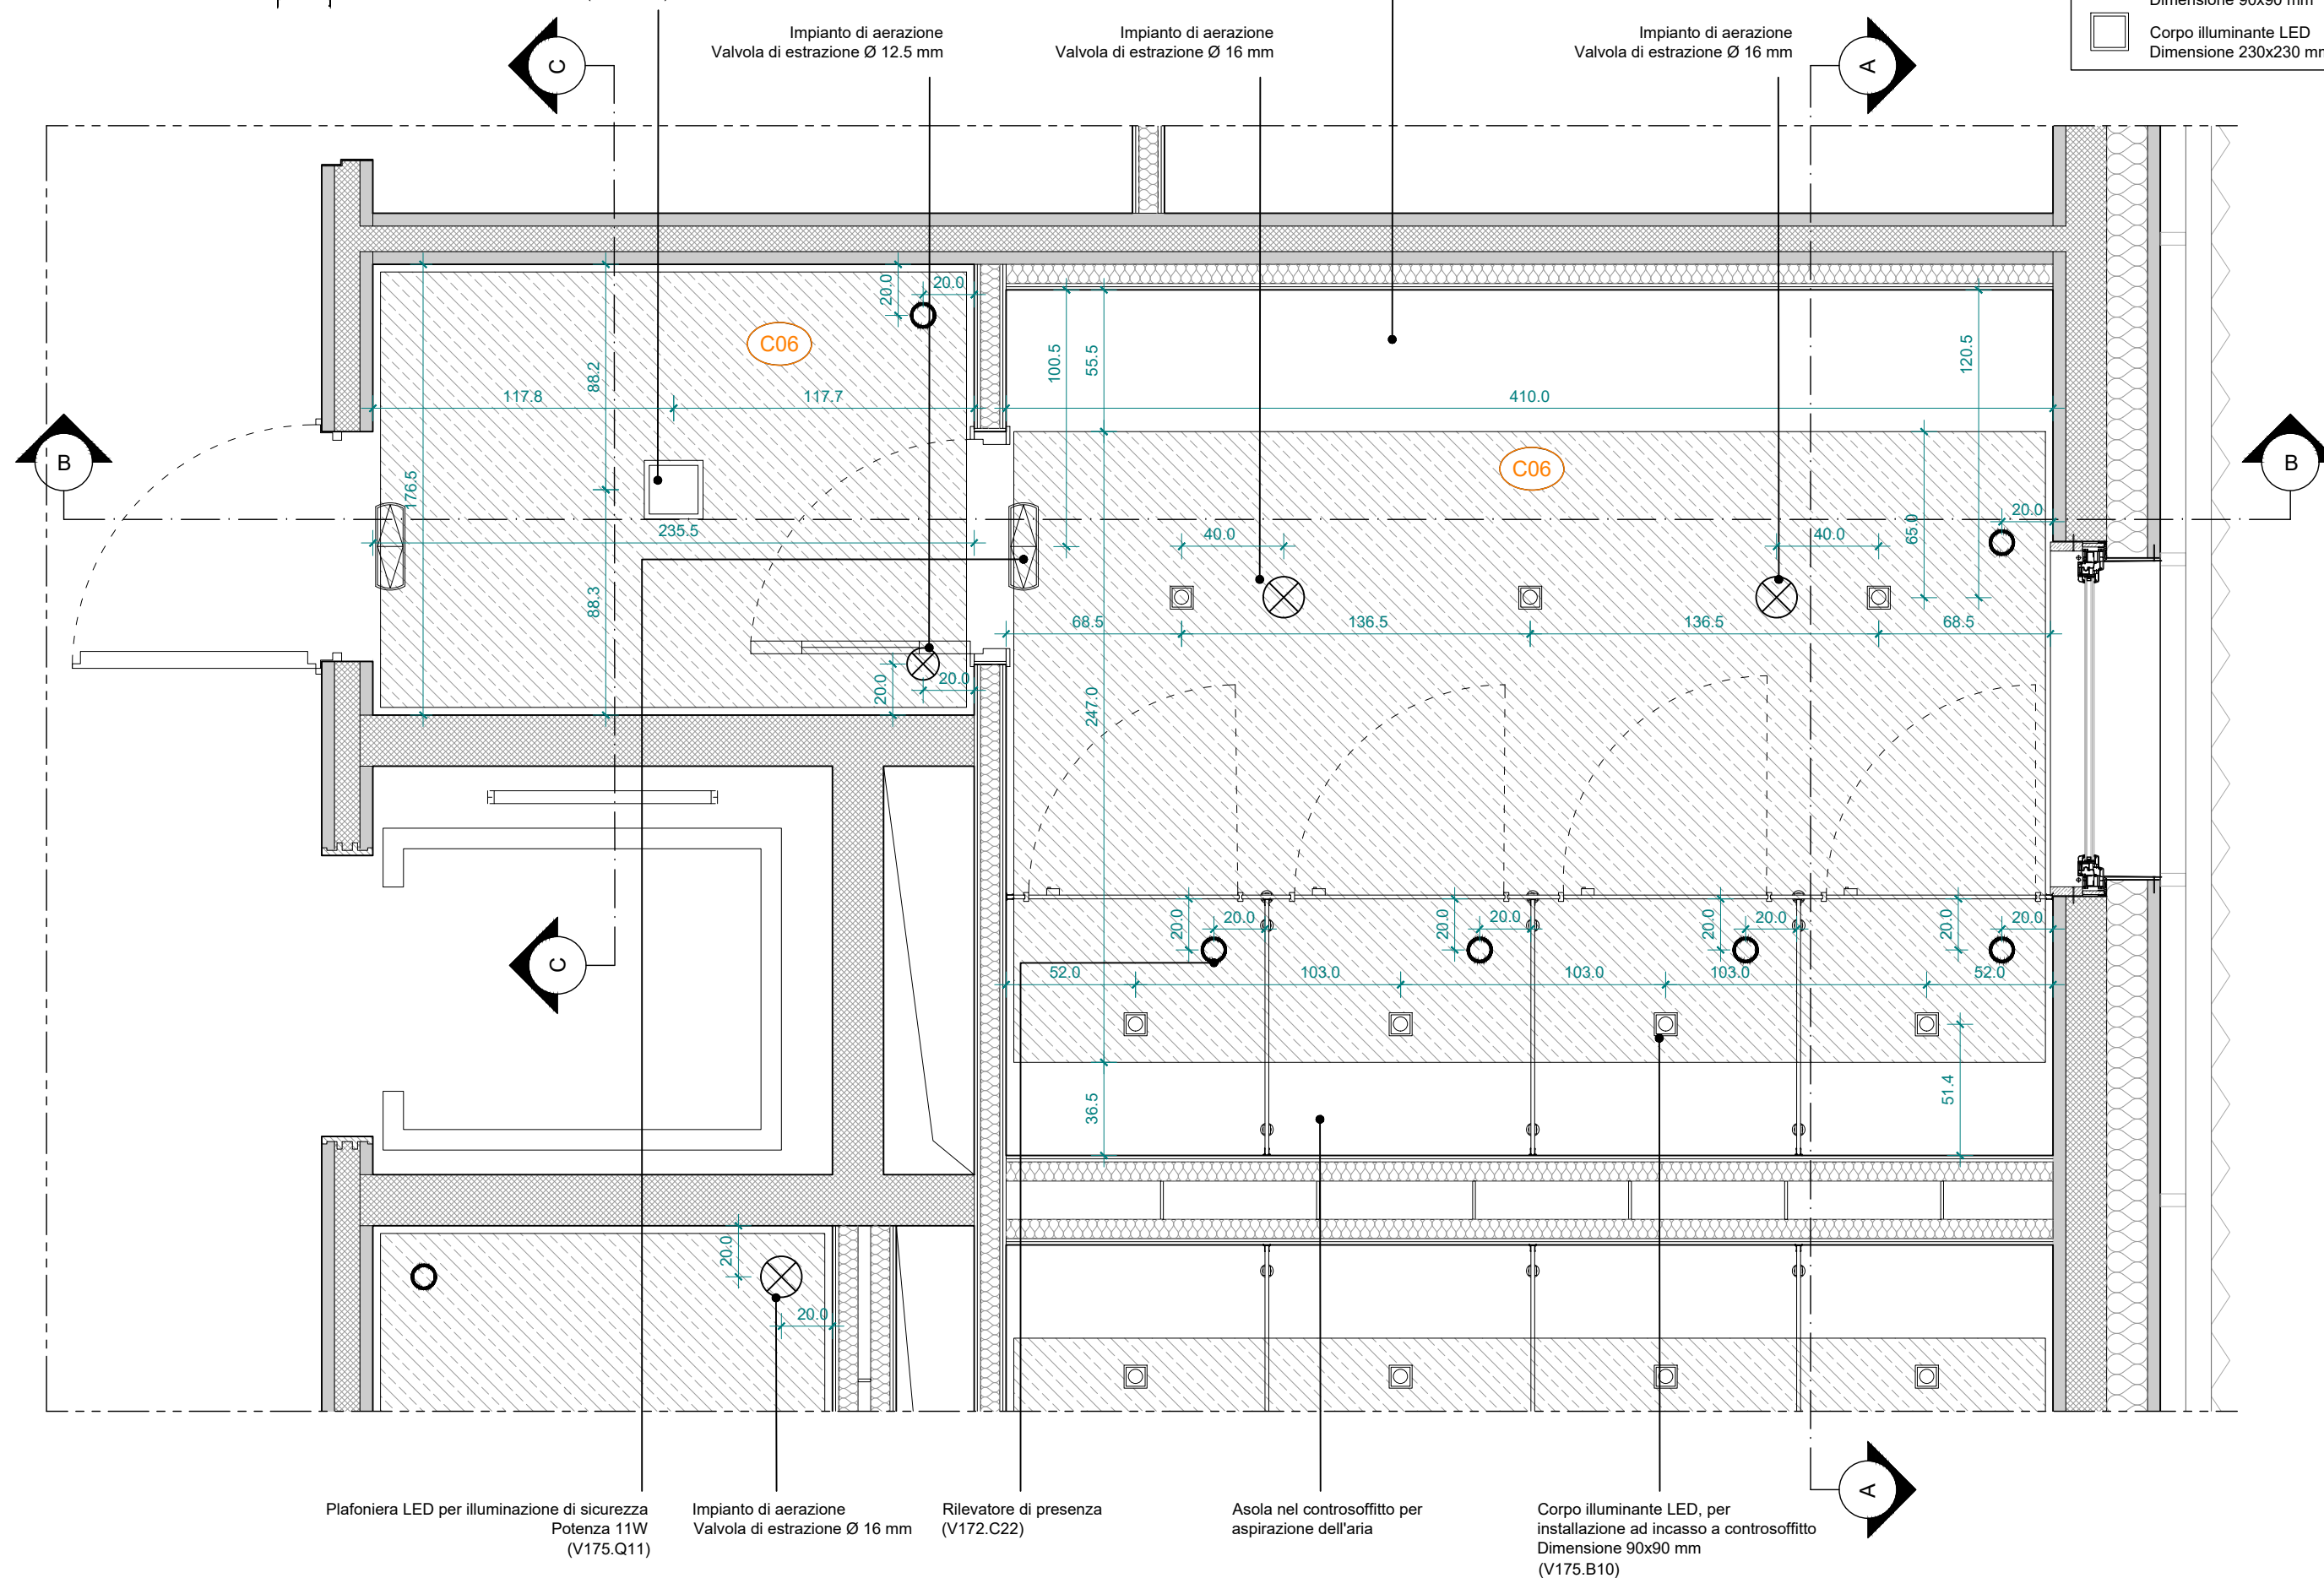 Dimensione 90x90 mm
Corpo illuminante LED
Dimensione 230x230 mm
Impianto di aerazione
Valvola di estrazione Ø 12.5 mm
Impianto di aerazione
Valvola di estrazione Ø 16 mm
Impianto di aerazione
Valvola di estrazione Ø 16 mm
C
A
20.0
20.0
C06
88.2
100.5
55.5
120.5
117.8
117.7
410.0
B
C06
B
176.5
235.5
40.0
40.0
65.0
20.0
88.3
68.5
136.5
136.5
68.5
20.0
20.0
247.0
20.0
20.0
20.0
20.0
20.0
20.0
20.0
20.0
C
52.0
103.0
103.0
103.0
52.0
36.5
51.4
20.0
20.0
A
Plafoniera LED per illuminazione di sicurezza
Potenza 11W
(V175.Q11)
Impianto di aerazione
Valvola di estrazione Ø 16 mm
Rilevatore di presenza
(V172.C22)
Asola nel controsoffitto per
aspirazione dell'aria
Corpo illuminante LED, per
installazione ad incasso a controsoffitto
Dimensione 90x90 mm
(V175.B10)